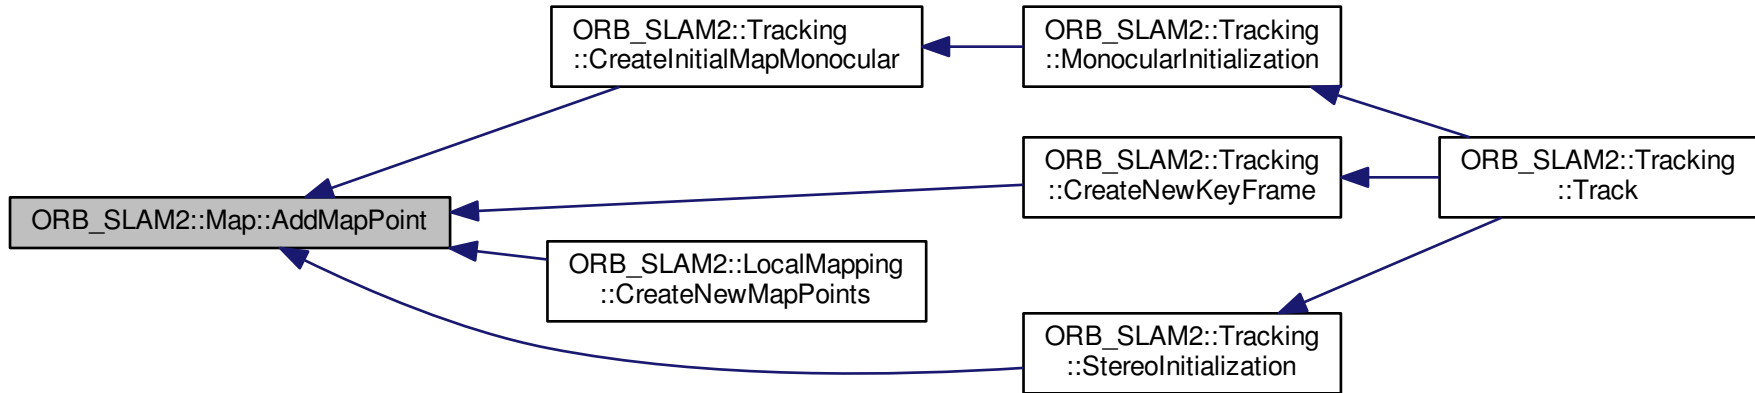 ORB_SLAM2::Tracking
::CreateInitialMapMonocular
ORB_SLAM2::Tracking
::MonocularInitialization
ORB_SLAM2::Tracking
::CreateNewKeyFrame
ORB_SLAM2::Tracking
::Track
ORB_SLAM2::Map::AddMapPoint
ORB_SLAM2::LocalMapping
::CreateNewMapPoints
ORB_SLAM2::Tracking
::StereoInitialization